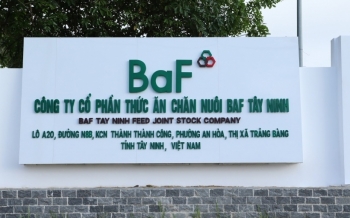 BaF
CÔNG TY CỔ PHẦN THỨC ĂN CHĂN NUÔI BAF TÂY NINH
BAF TAY NINH FEED JOINT STOCK COMPANY
LÔ A20, ĐƯỜNG N8B, KCN THÀNH THÀNH CÔNG, PHƯỜNG AN HÒA, THỊ XÃ TRẢNG BÀNG
TỈNH TÂY NINH, VIỆT NAM